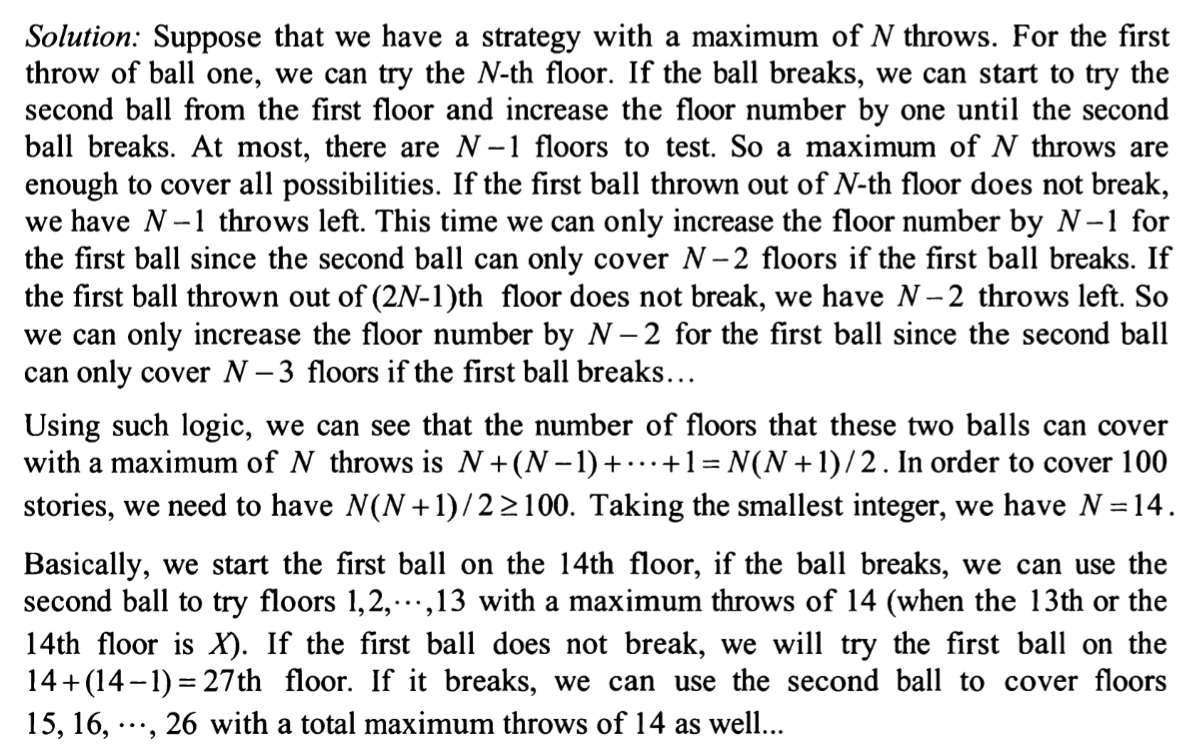 Solution: Suppose that we have a strategy with a maximum of N throws. For the first
throw of ball one, we can try the N-th floor. If the ball breaks, we can start to try the
second ball from the first floor and increase the floor number by one until the second
ball breaks. At most, there are N−1 floors to test. So a maximum of N throws are
enough to cover all possibilities. If the first ball thrown out of N-th floor does not break,
we have N−1 throws left. This time we can only increase the floor number by N−1 for
the first ball since the second ball can only cover N−2 floors if the first ball breaks. If
the first ball thrown out of (2N-1)th floor does not break, we have N−2 throws left. So
we can only increase the floor number by N−2 for the first ball since the second ball
can only cover N−3 floors if the first ball breaks...
Using such logic, we can see that the number of floors that these two balls can cover
with a maximum of N throws is N+(N−1)+⋯+1=N(N+1)/2. In order to cover 100
stories, we need to have N(N+1)/2≥100. Taking the smallest integer, we have N=14.
Basically, we start the first ball on the 14th floor, if the ball breaks, we can use the
second ball to try floors 1,2,⋯,13 with a maximum throws of 14 (when the 13th or the
14th floor is X). If the first ball does not break, we will try the first ball on the
14+(14−1)=27th floor. If it breaks, we can use the second ball to cover floors
15, 16, ⋯, 26 with a total maximum throws of 14 as well...